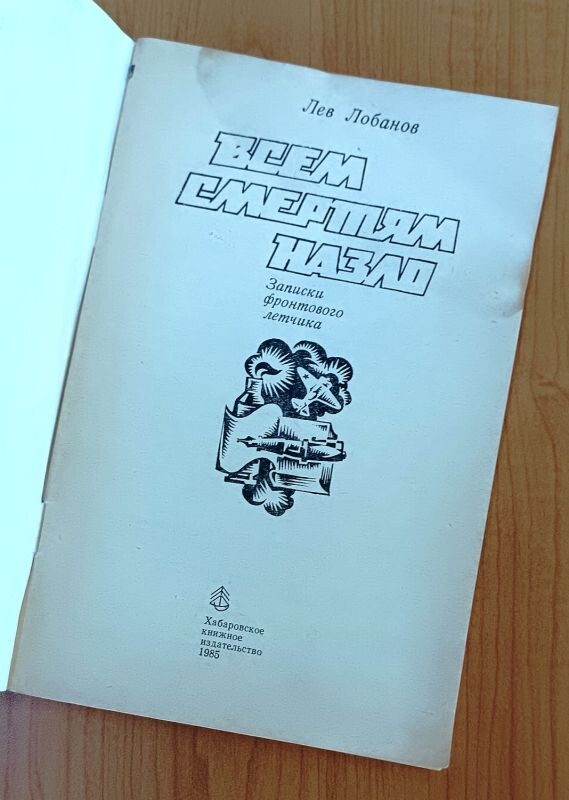 Лев Лобанов
ВСЕМ
СМЕРТЯМ
НАЗЛО
Записки
фронтового
летчика
Хабаровское
книжное
издательство
1985